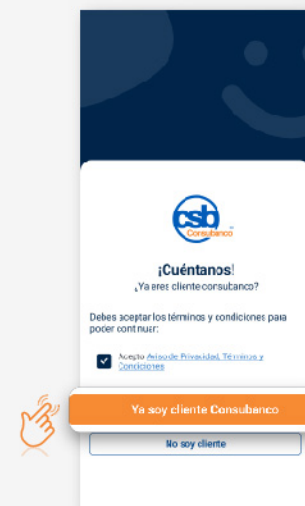 csb
Consubanco
¡Cuéntanos!
¿Ya eres cliente consubanco?
Debes aceptar los términos y condiciones para
poder continuar:
Acepto Aviso de Privacidad, Términos y
Condiciones
Ya soy cliente Consubanco
No soy cliente